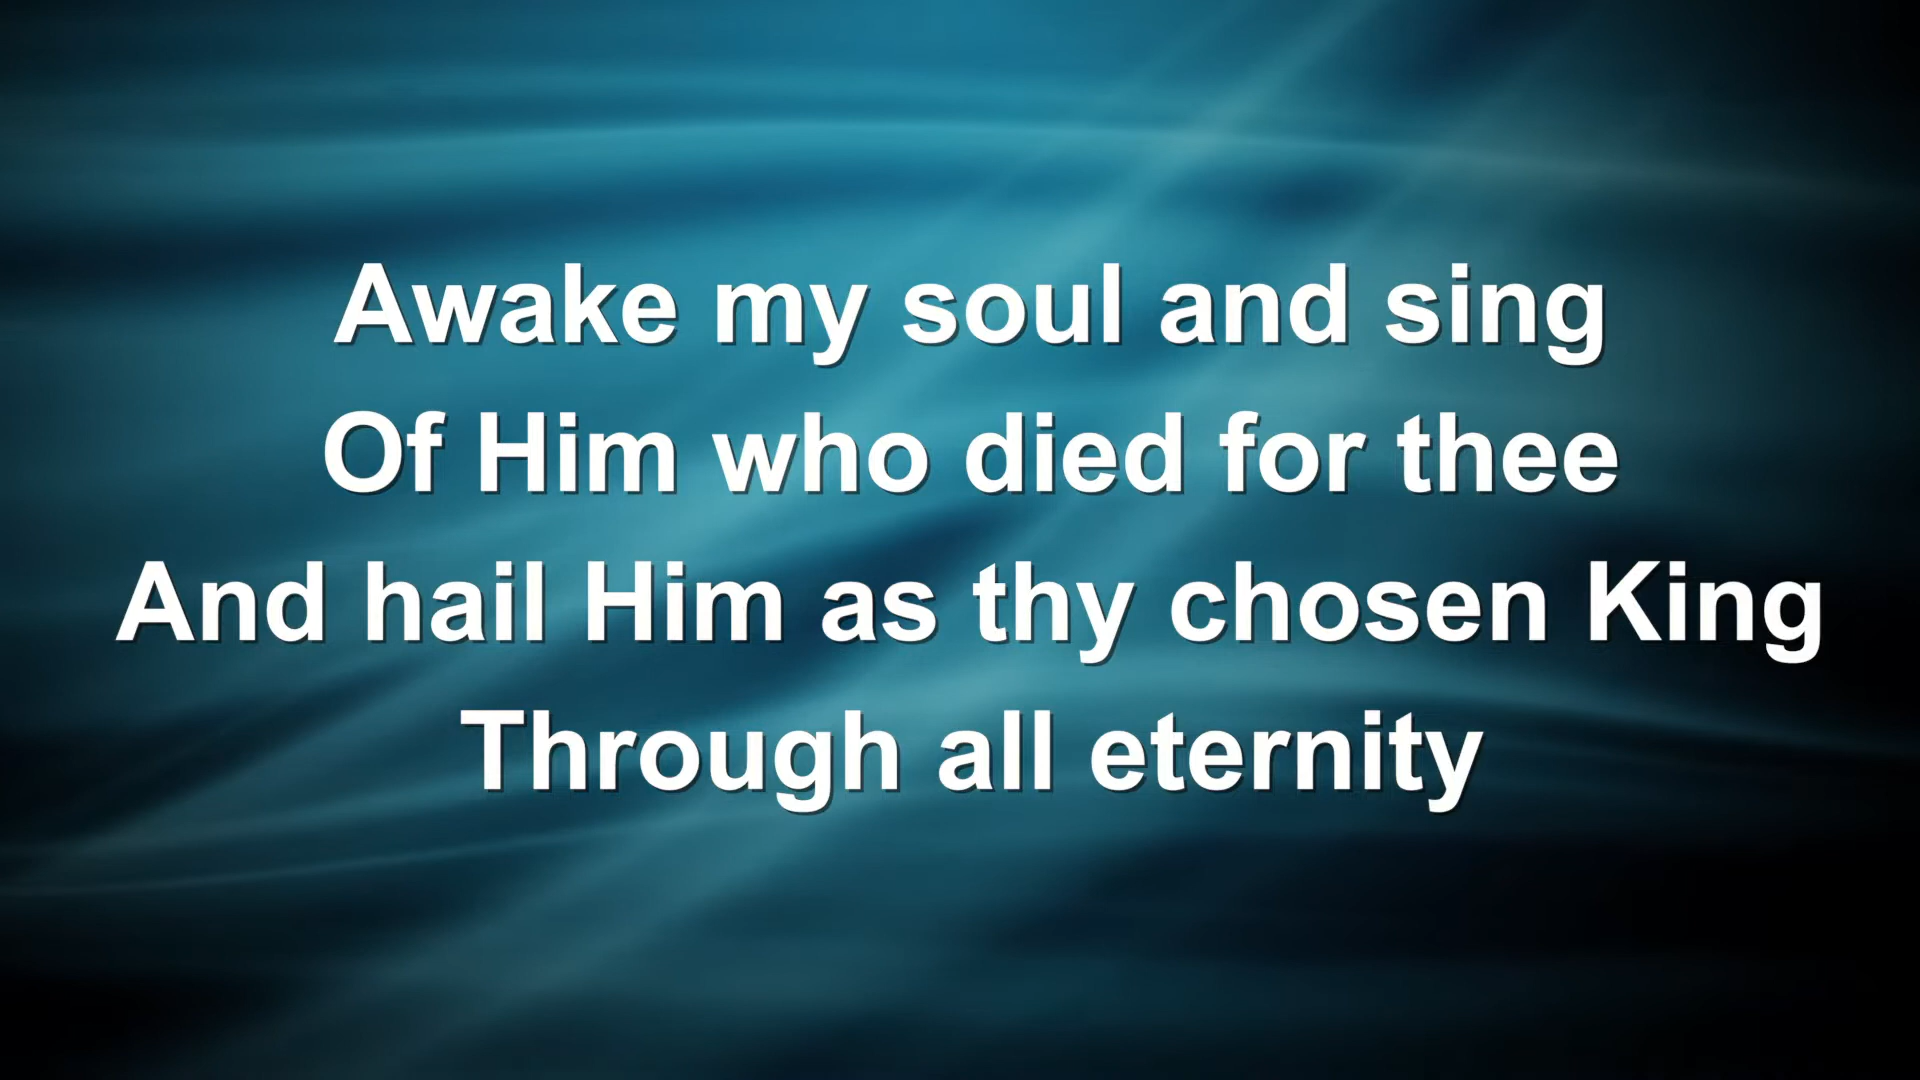 Awake my soul and sing
Of Him who died for thee
And hail Him as thy chosen King
Through all eternity